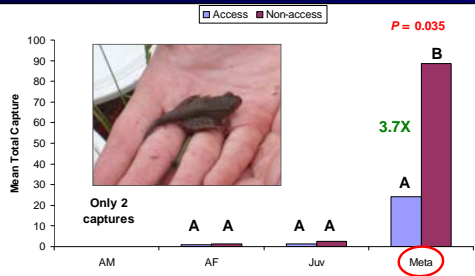 Access Non-access
P = 0.035
Mean Total Capture
100
90
80
70
60
50
40
30
20
10
0
B
3.7X
A
Only 2
captures
A A A A
AM AF Juv Meta